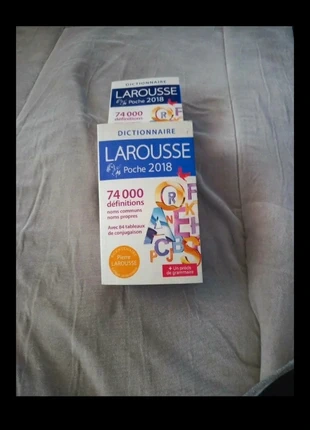 DICTIONNAIRE
LAROUSSE
Poche 2018
74 000
définitions
DICTIONNAIRE
LAROUSSE
Poche 2018
74 000
définitions
noms communs
noms propres
Avec 64 tableaux
de conjugaison
Pierre
LAROUSSE
+ un précis
de grammaire